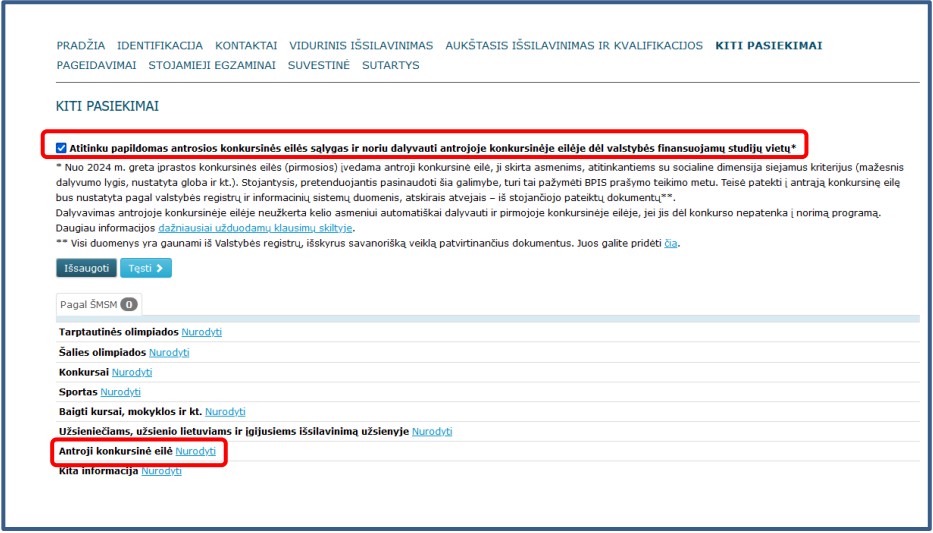 PRADŽIA IDENTIFIKACIJA KONTAKTAI VIDURINIS IŠSILAVINIMAS AUKŠTASIS IŠSILAVINIMAS IR KVALIFIKACIJOS KITI PASIEKIMAI
PAGEIDAVIMAI STOJAMIEJI EGZAMINAI SUVESTINĖ SUTARTYS
KITI PASIEKIMAI
Atitinku papildomas antrosios konkursinės eilės sąlygas ir noriu dalyvauti antrojoje konkursinėje eilėje dėl valstybės finansuojamų studijų vietų*
* Nuo 2024 m. greta įprastos konkursinės eilės (pirmosios) įvedama antroji konkursinė eilė, ji skirta asmenims, atitinkantiems su socialine dimensija siejamus kriterijus (mažesnis
dalyvumo lygis, nustatyta globa ir kt.). Stojantysis, pretenduojantis pasinaudoti šia galimybe, turi tai pažymėti BPIS prašymo teikimo metu. Teisė patekti į antrąją konkursinę eilę
bus nustatyta pagal valstybės registrų ir informacinių sistemų duomenis, atskirais atvejais – iš stojančiojo pateiktų dokumentų**.
Dalyvavimas antrojoje konkursinėje eilėje neužkerta kelio asmeniui automatiškai dalyvauti ir pirmojoje konkursinėje eilėje, jei jis dėl konkurso nepatenka į norimą programą.
Daugiau informacijos dažniausiai užduodamų klausimų skiltyje.
** Visi duomenys yra gaunami iš Valstybės registrų, išskyrus savanorišką veiklą patvirtinančius dokumentus. Juos galite pridėti čia.
Išsaugoti Tęsti
Pagal ŠMSM 0
Tarptautinės olimpiados Nurodyti
Šalies olimpiados Nurodyti
Konkursai Nurodyti
Sportas Nurodyti
Baigti kursai, mokyklos ir kt. Nurodyti
Užsieniečiams, užsienio lietuviams ir įgijusiems išsilavinimą užsienyje Nurodyti
Antroji konkursinė eilė Nurodyti
Kita informacija Nurodyti